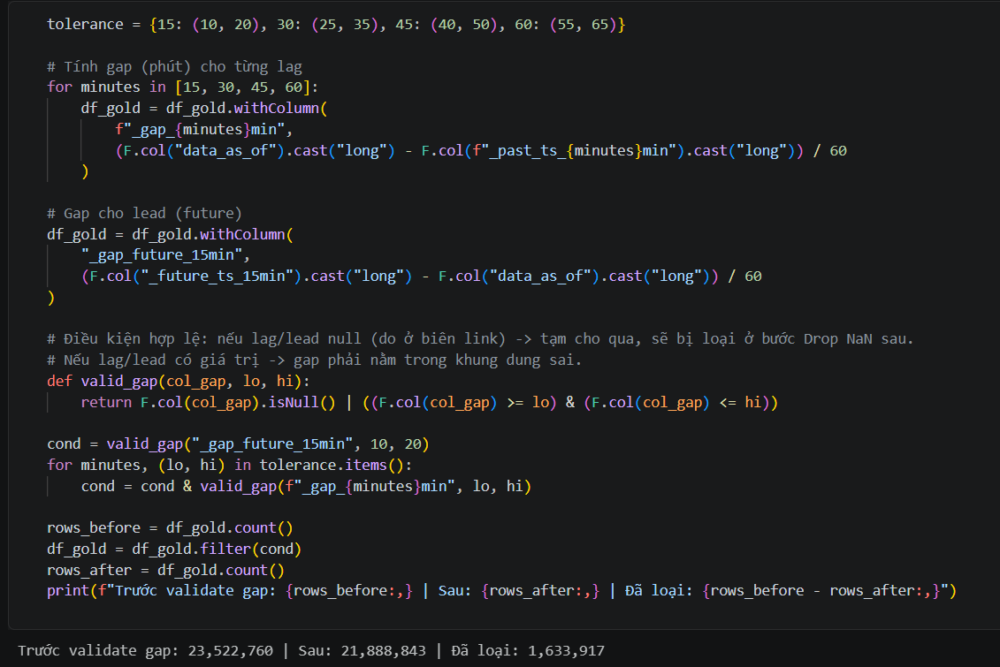 tolerance = {15: (10, 20), 30: (25, 35), 45: (40, 50), 60: (55, 65)}
# Tính gap (phút) cho từng lag
for minutes in [15, 30, 45, 60]:
    df_gold = df_gold.withColumn(
        f"_gap_{minutes}min",
        (F.col("data_as_of").cast("long") - F.col(f"_past_ts_{minutes}min").cast("long")) / 60
    )
# Gap cho lead (future)
df_gold = df_gold.withColumn(
    "_gap_future_15min",
    (F.col("_future_ts_15min").cast("long") - F.col("data_as_of").cast("long")) / 60
)
# Điều kiện hợp lệ: nếu lag/lead null (do ở biên link) -> tạm cho qua, sẽ bị loại ở bước Drop NaN sau.
# Nếu lag/lead có giá trị -> gap phải nằm trong khung dung sai.
def valid_gap(col_gap, lo, hi):
    return F.col(col_gap).isNull() | ((F.col(col_gap) >= lo) & (F.col(col_gap) <= hi))
cond = valid_gap("_gap_future_15min", 10, 20)
for minutes, (lo, hi) in tolerance.items():
    cond = cond & valid_gap(f"_gap_{minutes}min", lo, hi)
rows_before = df_gold.count()
df_gold = df_gold.filter(cond)
rows_after = df_gold.count()
print(f"Trước validate gap: {rows_before:,} | Sau: {rows_after:,} | Đã loại: {rows_before - rows_after:,}")
Trước validate gap: 23,522,760 | Sau: 21,888,843 | Đã loại: 1,633,917